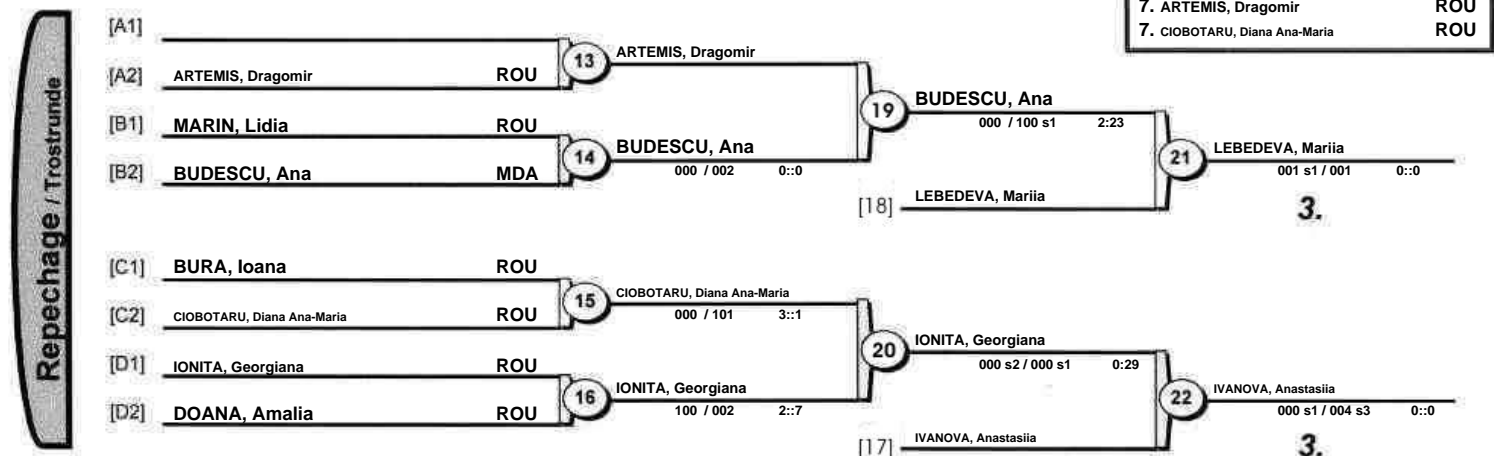 7. ARTEMIS, Dragomir ROU
7. CIOBOTARU, Diana Ana-Maria ROU
Repechage / Trostrunde
[A1]
[A2] ARTEMIS, Dragomir ROU
13 ARTEMIS, Dragomir
[B1] MARIN, Lidia ROU
[B2] BUDESCU, Ana MDA
14 BUDESCU, Ana
000 / 002 0::0
19 BUDESCU, Ana
000 / 100 s1 2:23
[18] LEBEDEVA, Mariia
21 LEBEDEVA, Mariia
001 s1 / 001 0::0
3.
[C1] BURA, Ioana ROU
[C2] CIOBOTARU, Diana Ana-Maria ROU
15 CIOBOTARU, Diana Ana-Maria
000 / 101 3::1
[D1] IONITA, Georgiana ROU
[D2] DOANA, Amalia ROU
16 IONITA, Georgiana
100 / 002 2::7
20 IONITA, Georgiana
000 s2 / 000 s1 0:29
[17] IVANOVA, Anastasiia
22 IVANOVA, Anastasiia
000 s1 / 004 s3 0::0
3.